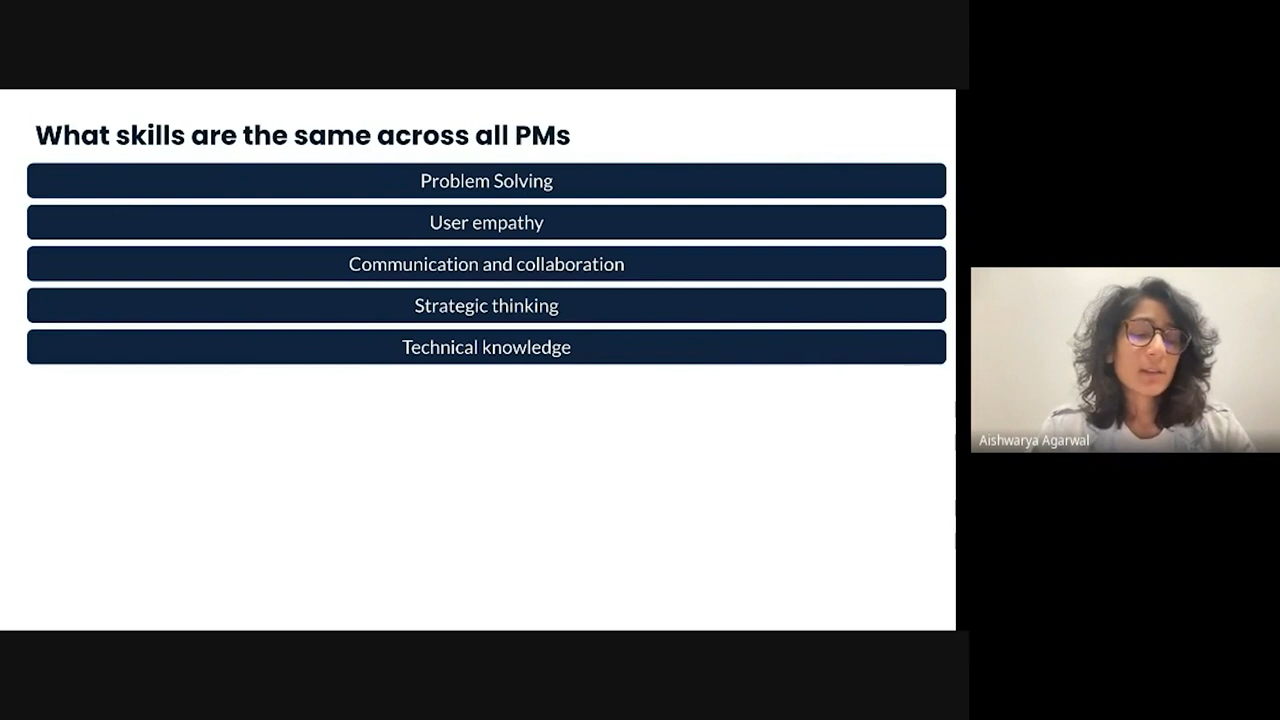 What skills are the same across all PMs
Problem Solving
User empathy
Communication and collaboration
Strategic thinking
Technical knowledge
Aishwarya Agarwal